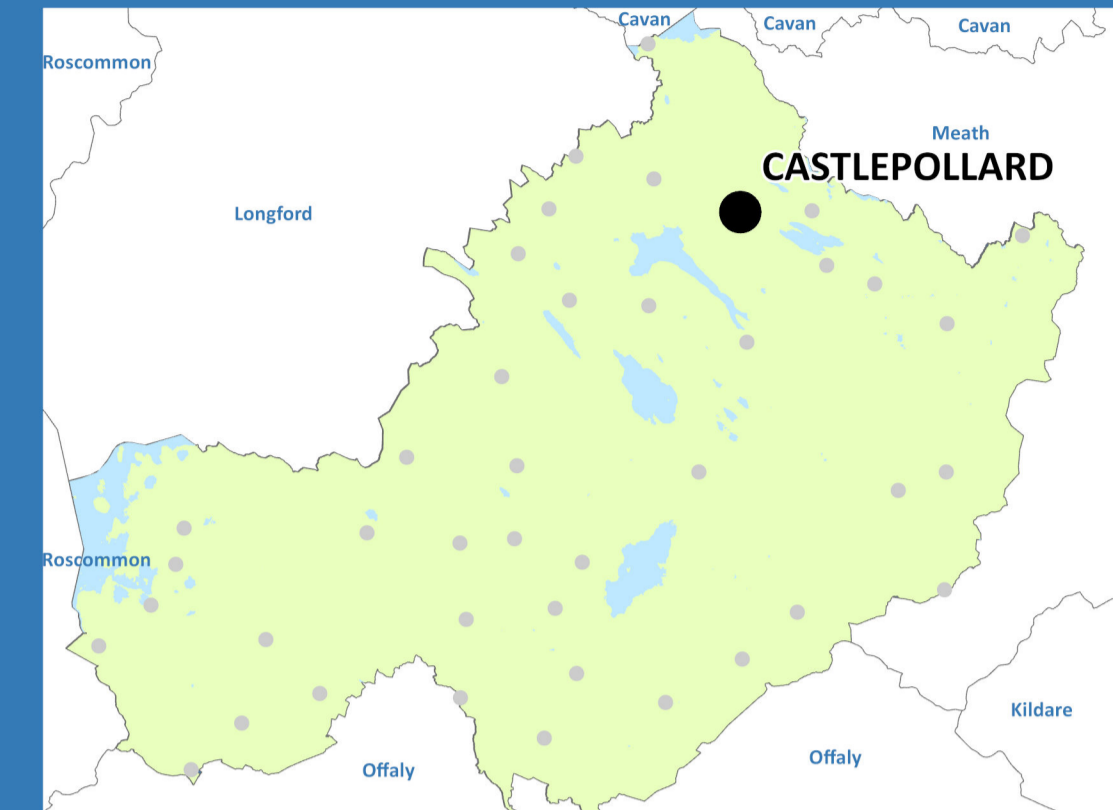 Cavan
Cavan
Cavan
Roscommon
Meath
CASTLEPOLLARD
Longford
Roscommon
Kildare
Offaly
Offaly